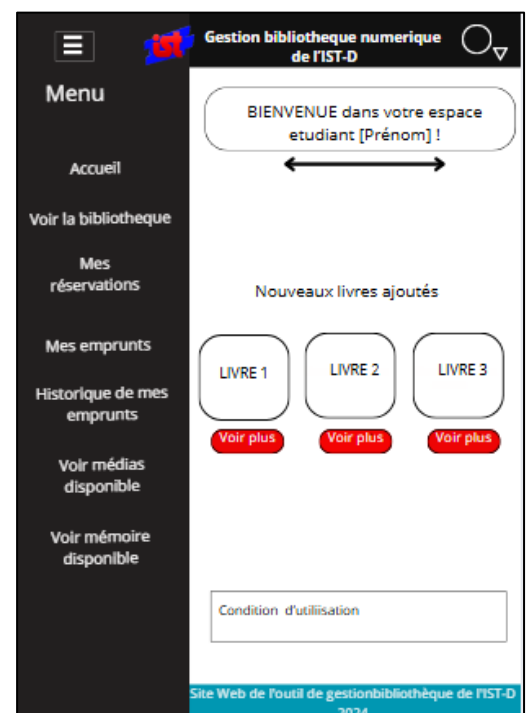 ist
Gestion bibliotheque numerique
de l'IST-D
Menu
Accueil
Voir la bibliotheque
Mes
réservations
Mes emprunts
Historique de mes
emprunts
Voir médias
disponible
Voir mémoire
disponible
BIENVENUE dans votre espace
etudiant [Prénom] !
Nouveaux livres ajoutés
LIVRE 1
LIVRE 2
LIVRE 3
Voir plus
Voir plus
Voir plus
Condition d'utiliisation
Site Web de l'outil de gestionbibliothèque de l'IST-D
2024